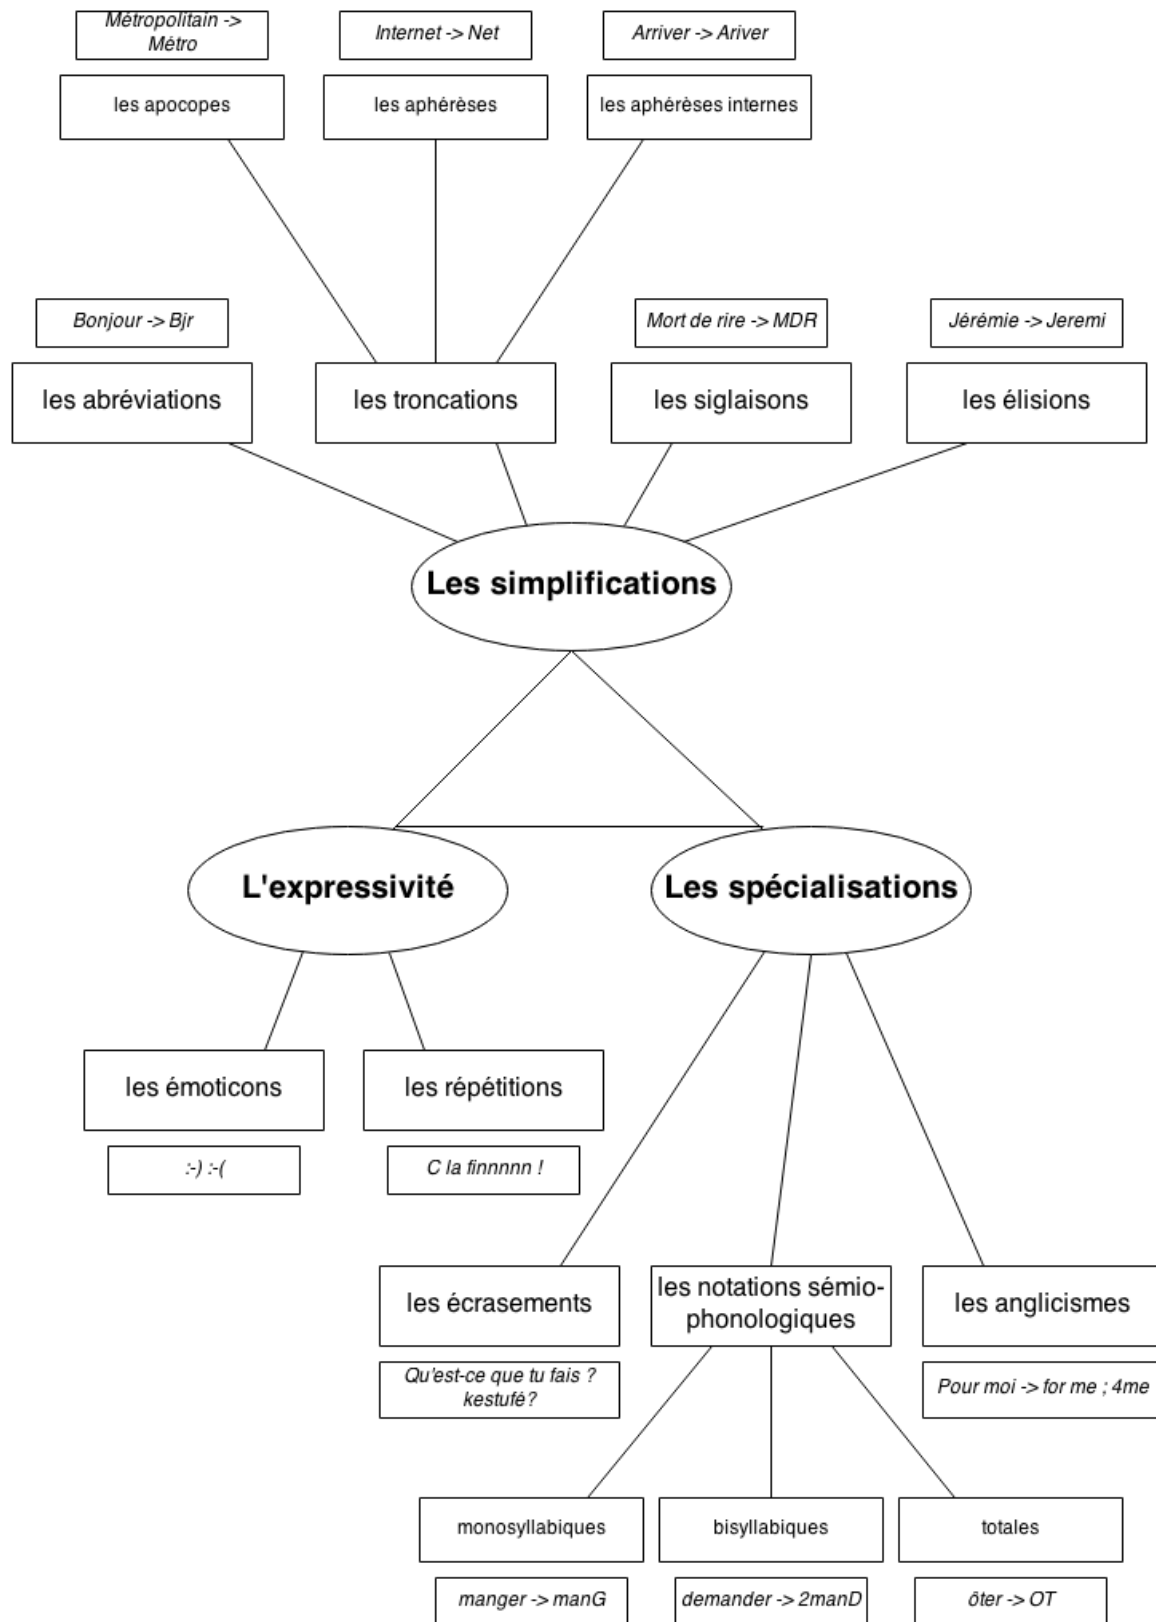 Métropolitain ->
Métro
Internet -> Net
Arriver -> Ariver
les apocopes
les aphérèses
les aphérèses internes
Bonjour -> Bjr
Mort de rire -> MDR
Jérémie -> Jeremi
les abréviations
les troncations
les siglaisons
les élisions
Les simplifications
L'expressivité
Les spécialisations
les émoticons
les répétitions
:-) :-(
C la finnnnn !
les écrasements
les notations sémio-
phonologiques
les anglicismes
Qu'est-ce que tu fais ?
kestufé?
Pour moi -> for me ; 4me
monosyllabiques
bisyllabiques
totales
manger -> manG
demander -> 2manD
ôter -> OT